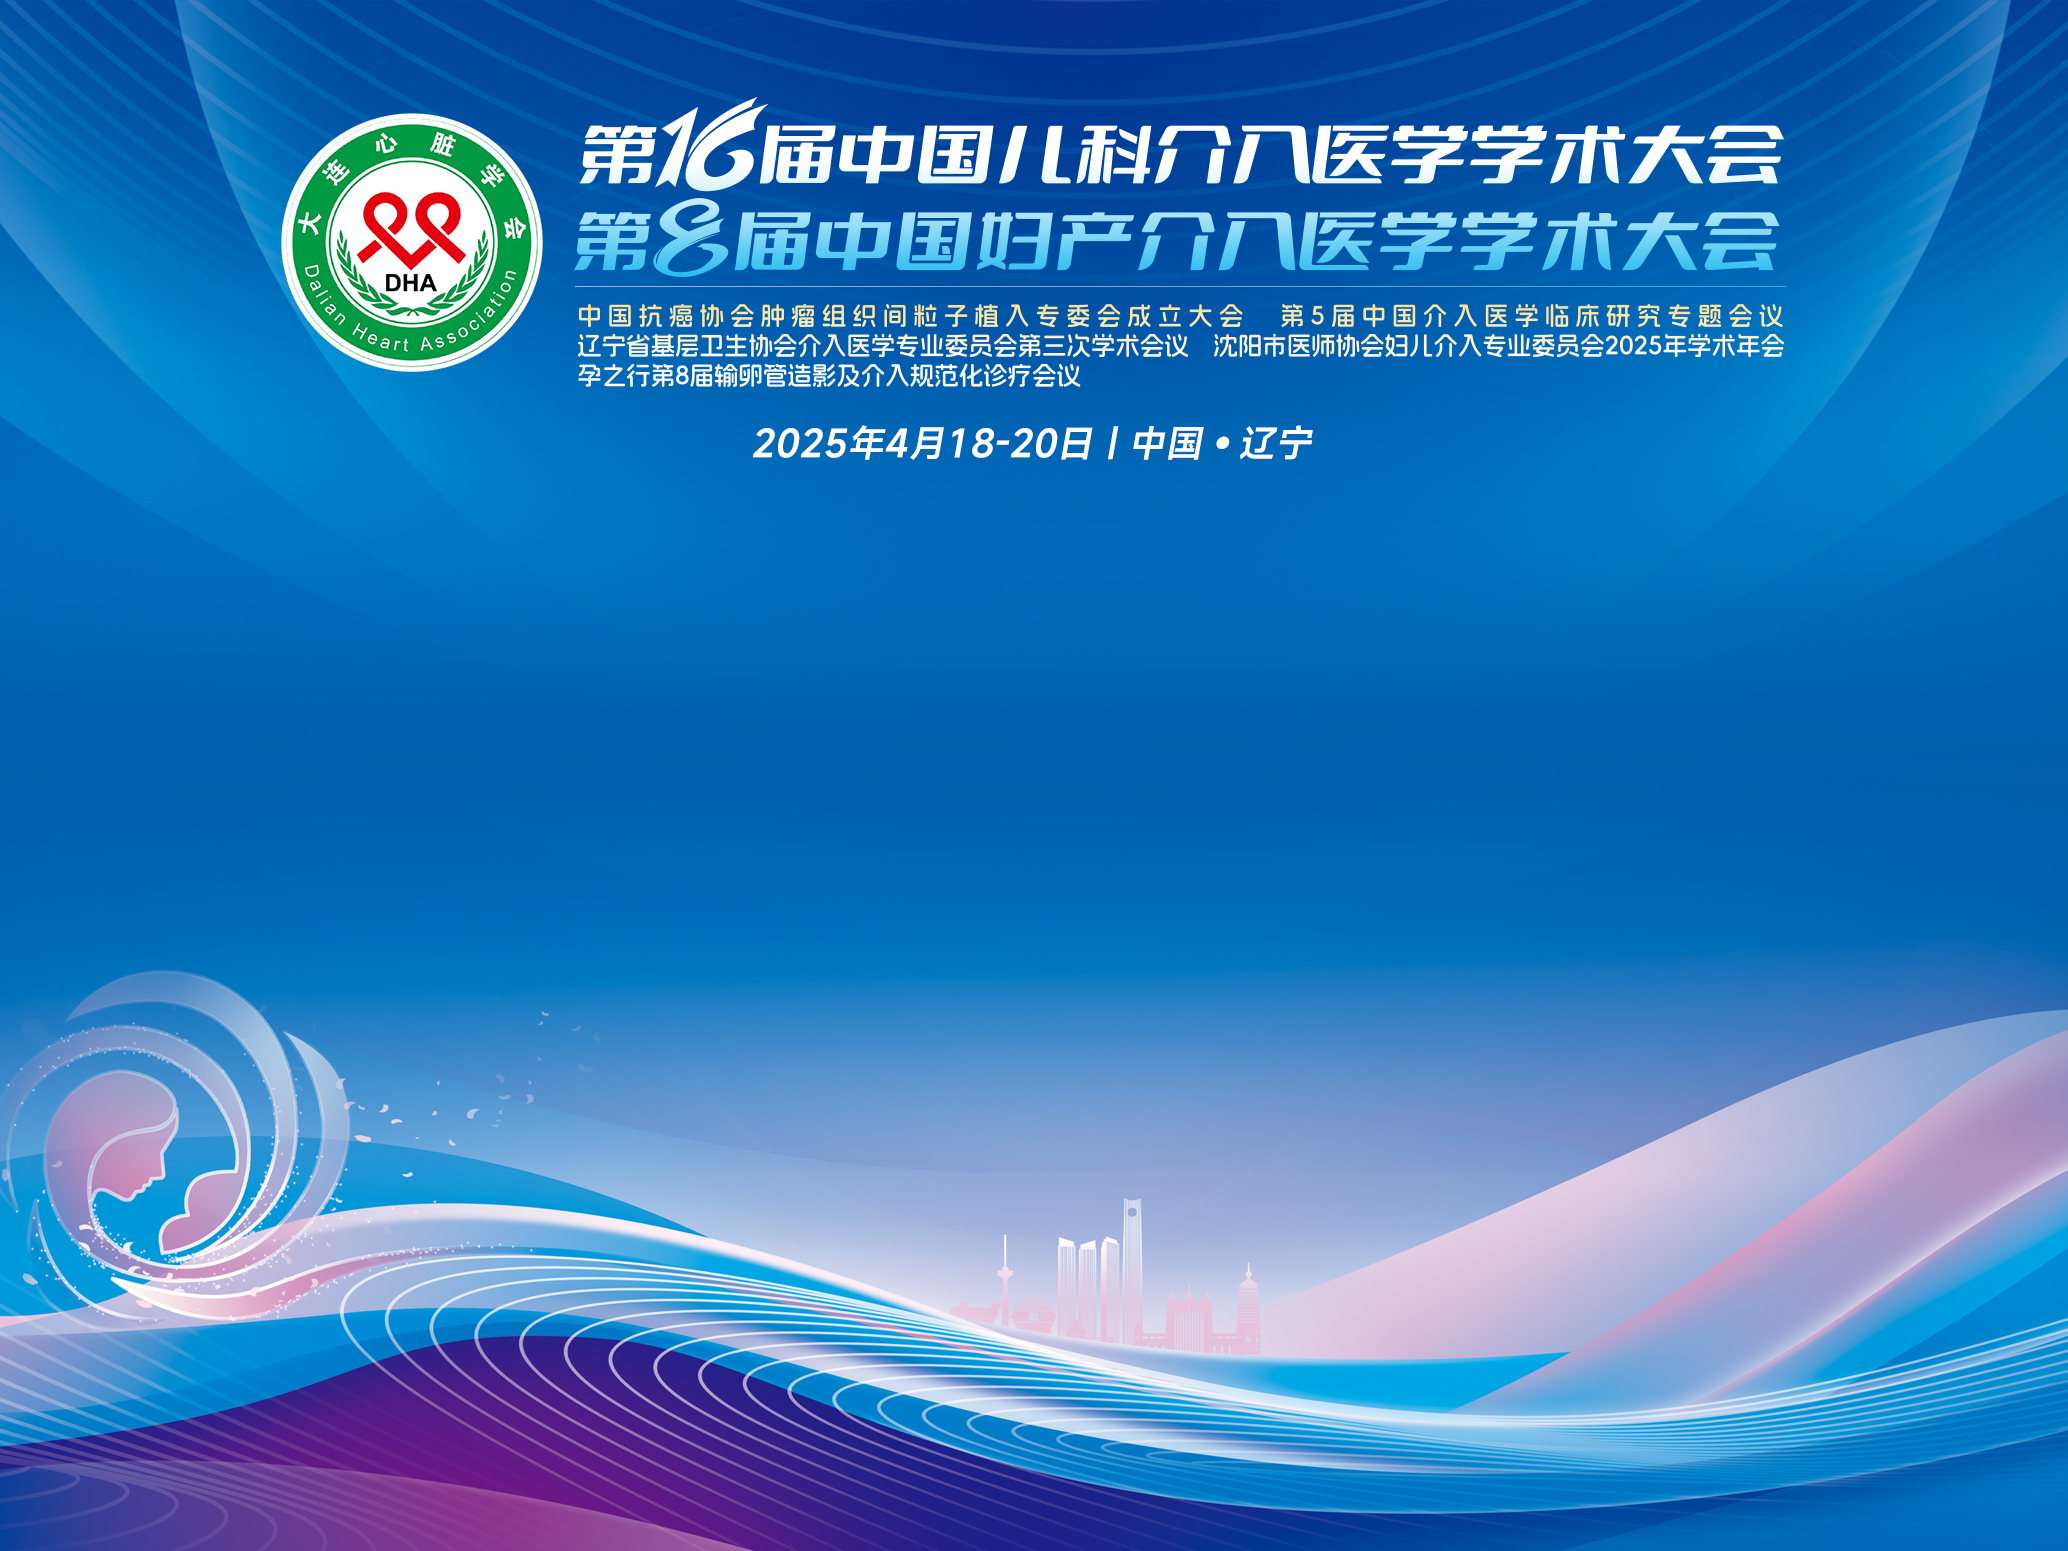 大连心脏学会
DHA
Dalian Heart Association
第16届中国儿科介入医学学术大会
第8届中国妇产介入医学学术大会
中国抗癌协会肿瘤组织间粒子植入专委会成立大会 第5届中国介入医学临床研究专题会议
辽宁省基层卫生协会介入医学专业委员会第三次学术会议 沈阳市医师协会妇儿介入专业委员会2025年学术年会
孕之行第8届输卵管造影及介入规范化诊疗会议
2025年4月18-20日 | 中国•辽宁